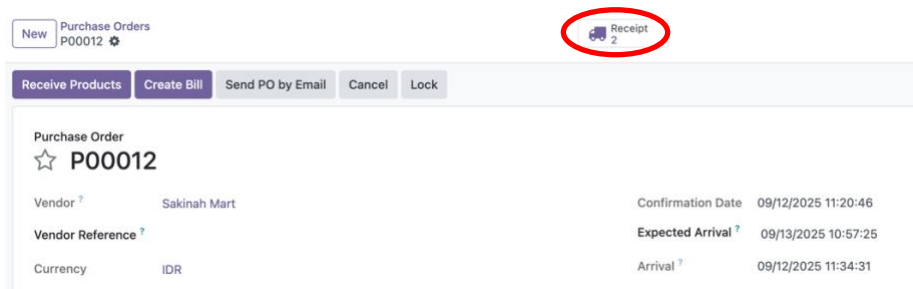 New
Purchase Orders
P00012
Receipt
2
Receive Products Create Bill Send PO by Email Cancel Lock
Purchase Order
P00012
Vendor ? Sakinah Mart
Confirmation Date 09/12/2025 11:20:46
Vendor Reference ?
Expected Arrival ? 09/13/2025 10:57:25
Currency IDR
Arrival ? 09/12/2025 11:34:31